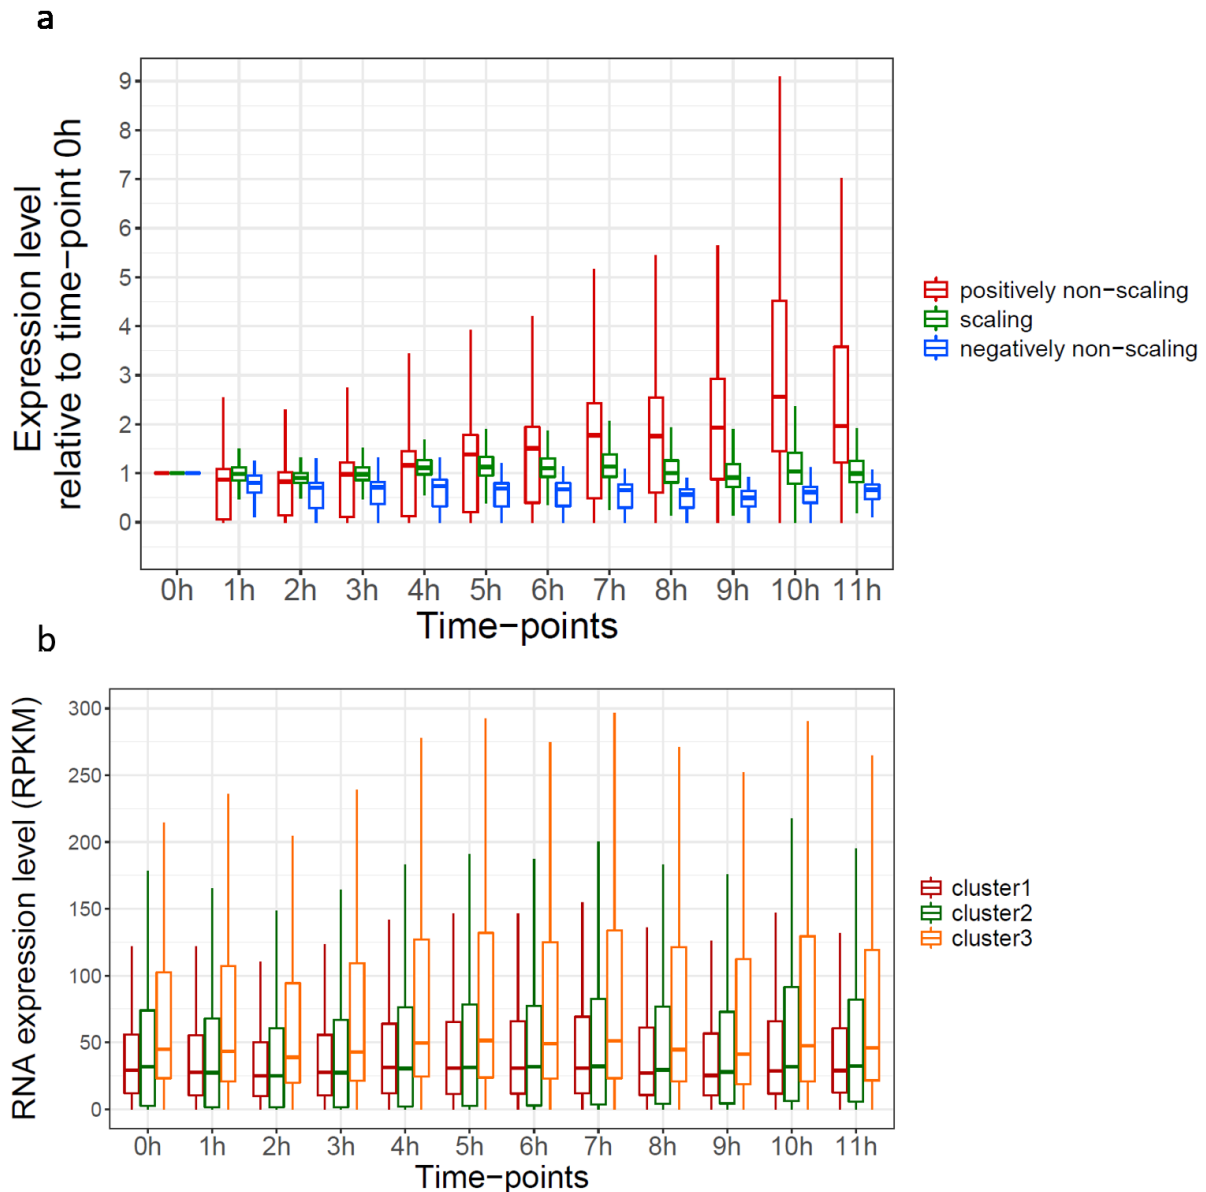 a
Expression level
relative to time−point 0h
9
8
7
6
5
4
3
2
1
0
0h 1h 2h 3h 4h 5h 6h 7h 8h 9h 10h 11h
Time−points
positively non−scaling
scaling
negatively non−scaling
b
RNA expression level (RPKM)
300
250
200
150
100
50
0
0h 1h 2h 3h 4h 5h 6h 7h 8h 9h 10h 11h
Time−points
cluster1
cluster2
cluster3